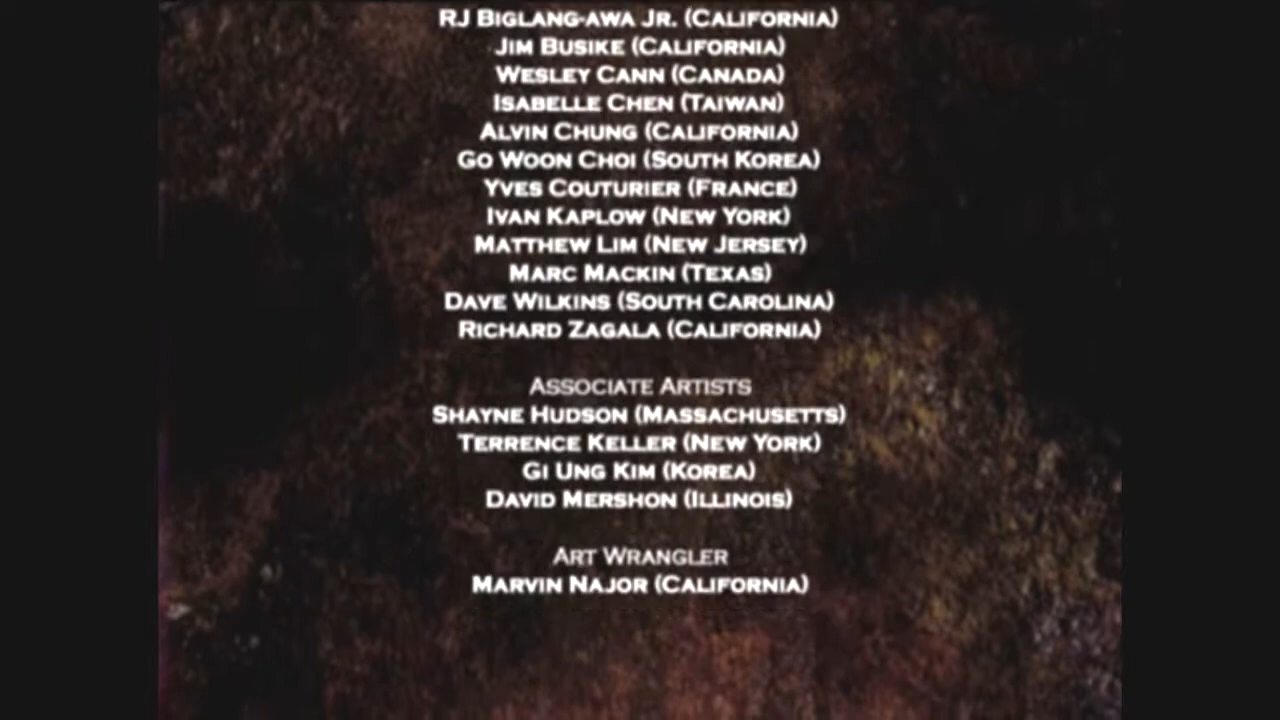 RJ Biglang-awa Jr. (California)
Jim Busike (California)
Wesley Cann (Canada)
Isabelle Chen (Taiwan)
Alvin Chung (California)
Go Woon Choi (South Korea)
Yves Couturier (France)
Ivan Kaplow (New York)
Matthew Lim (New Jersey)
Marc Mackin (Texas)
Dave Wilkins (South Carolina)
Richard Zagala (California)
Associate Artists
Shayne Hudson (Massachusetts)
Terrence Keller (New York)
Gi Ung Kim (Korea)
David Mershon (Illinois)
Art Wrangler
Marvin Najor (California)